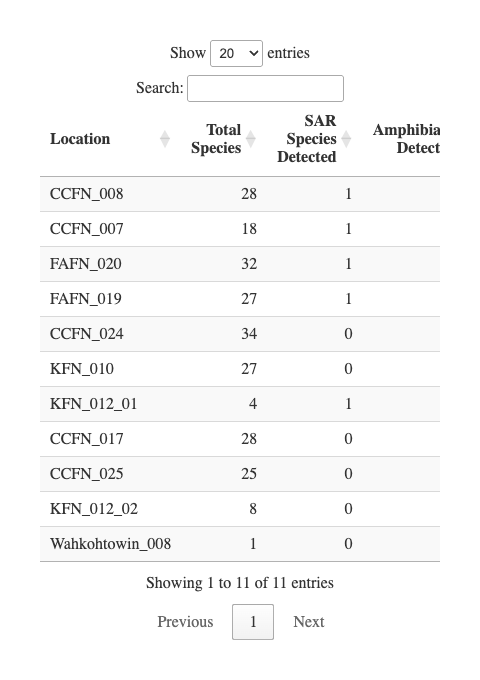 Show 20 entries
Search:
Location Total Species SAR Species Detected Amphibia Detect
CCFN_008 28 1
CCFN_007 18 1
FAFN_020 32 1
FAFN_019 27 1
CCFN_024 34 0
KFN_010 27 0
KFN_012_01 4 1
CCFN_017 28 0
CCFN_025 25 0
KFN_012_02 8 0
Wahkohtowin_008 1 0
Showing 1 to 11 of 11 entries
Previous 1 Next